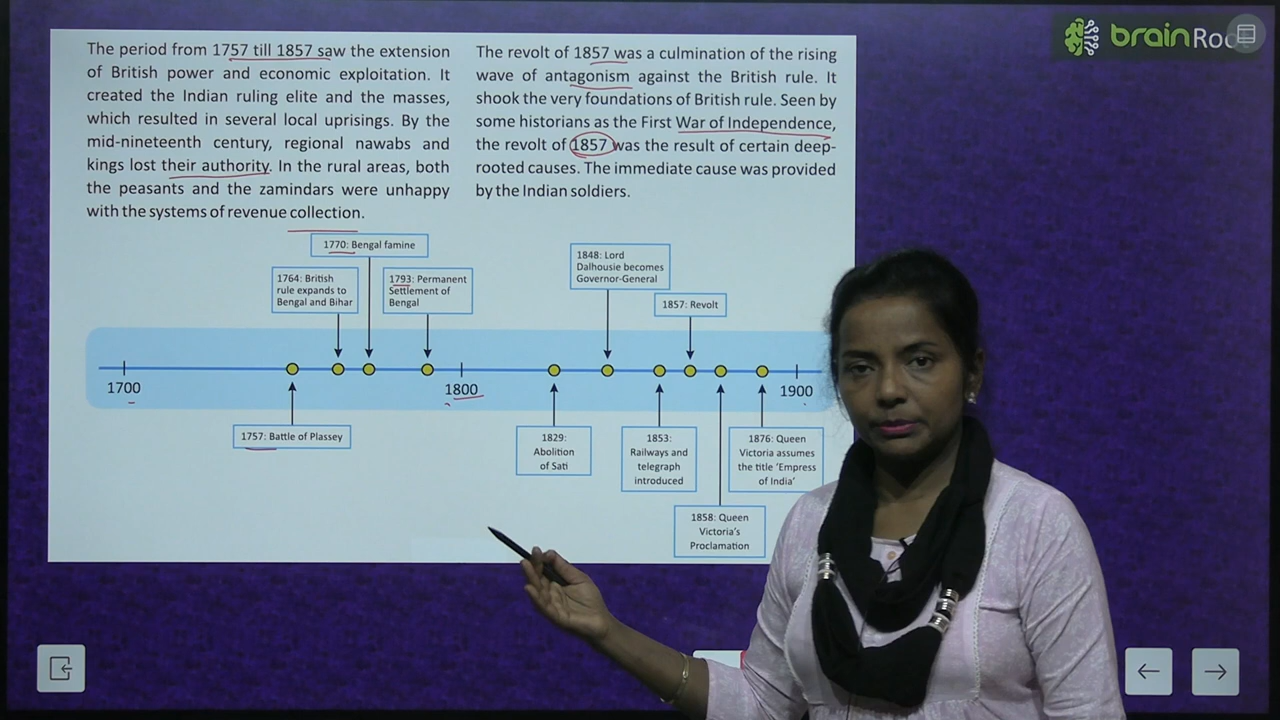 brainRoo
The period from 1757 till 1857 saw the extension
of British power and economic exploitation. It
created the Indian ruling elite and the masses,
which resulted in several local uprisings. By the
mid-nineteenth century, regional nawabs and
kings lost their authority. In the rural areas, both
the peasants and the zamindars were unhappy
with the systems of revenue collection.
The revolt of 1857 was a culmination of the rising
wave of antagonism against the British rule. It
shook the very foundations of British rule. Seen by
some historians as the First War of Independence,
the revolt of 1857 was the result of certain deep-
rooted causes. The immediate cause was provided
by the Indian soldiers.
1770: Bengal famine
1764: British
rule expands to
Bengal and Bihar
1793: Permanent
Settlement of
Bengal
1848: Lord
Dalhousie becomes
Governor-General
1857: Revolt
1700
1800
1900
1757: Battle of Plassey
1829:
Abolition
of Sati
1853:
Railways and
telegraph
introduced
1876: Queen
Victoria assumes
the title ‘Empress
of India’
1858: Queen
Victoria’s
Proclamation